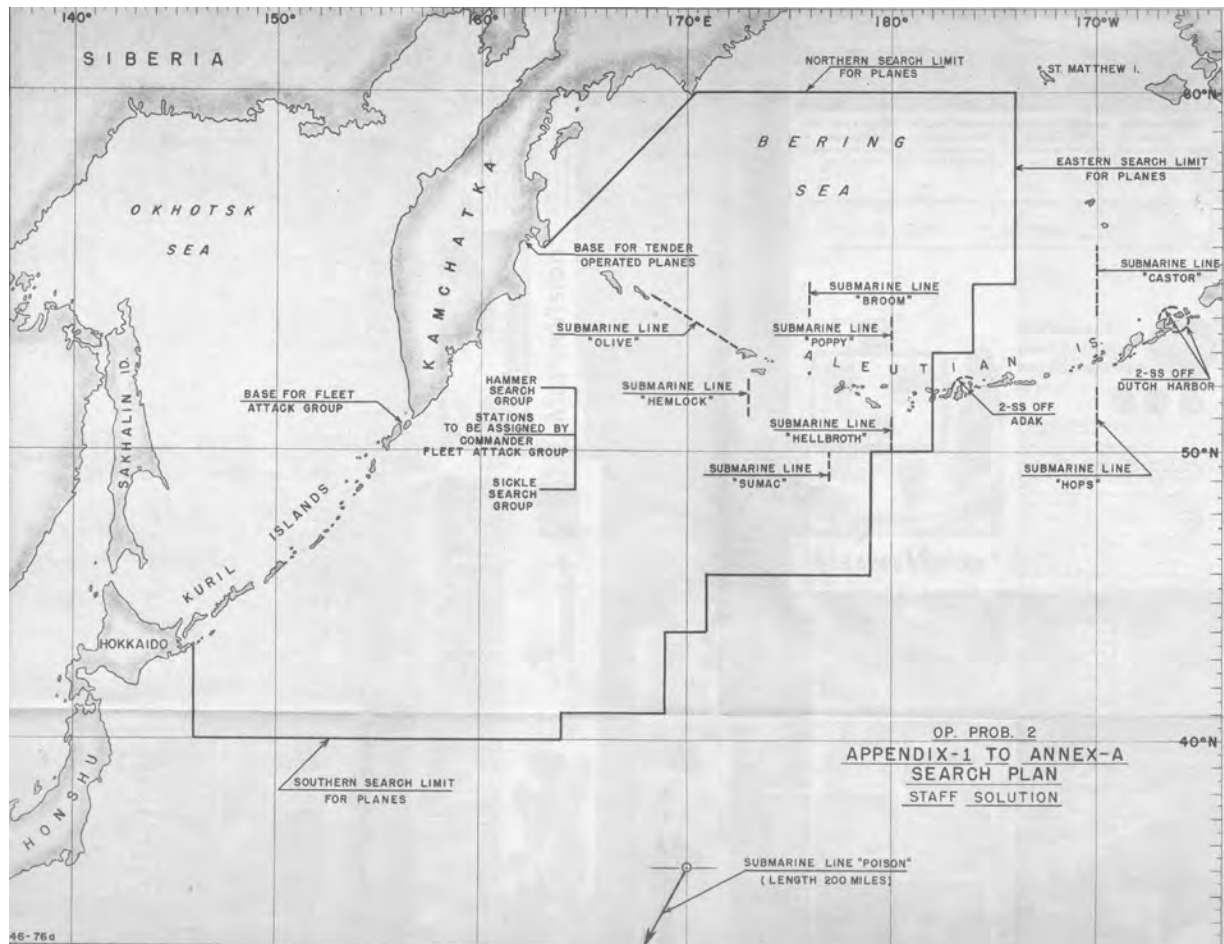 140° 150° 160° 170°E 180° 170°W
SIBERIA
NORTHERN SEARCH LIMIT
FOR PLANES
ST. MATTHEW I.
60°N
BERING
SEA
EASTERN SEARCH LIMIT
FOR PLANES
OKHOTSK
SEA
KAMCHATKA
BASE FOR TENDER
OPERATED PLANES
SUBMARINE LINE
"CASTOR"
SUBMARINE LINE
"BROOM"
SUBMARINE LINE
"OLIVE"
SUBMARINE LINE
"POPPY"
ALEUTIAN IS.
2-SS OFF
DUTCH HARBOR
SAKHALIN ID.
BASE FOR FLEET
ATTACK GROUP
HAMMER
SEARCH
GROUP
STATIONS
TO BE ASSIGNED BY
COMMANDER
FLEET ATTACK GROUP
SICKLE
SEARCH
GROUP
SUBMARINE LINE
"HEMLOCK"
2-SS OFF
ADAK
SUBMARINE LINE
"HELLBROTH"
50°N
SUBMARINE LINE
"SUMAC"
SUBMARINE LINE
"HOPS"
KURIL ISLANDS
HOKKAIDO
HONSHU
40°N
OP. PROB. 2
APPENDIX-1 TO ANNEX-A
SEARCH PLAN
STAFF SOLUTION
SOUTHERN SEARCH LIMIT
FOR PLANES
SUBMARINE LINE "POISON"
(LENGTH 200 MILES)
46-76a